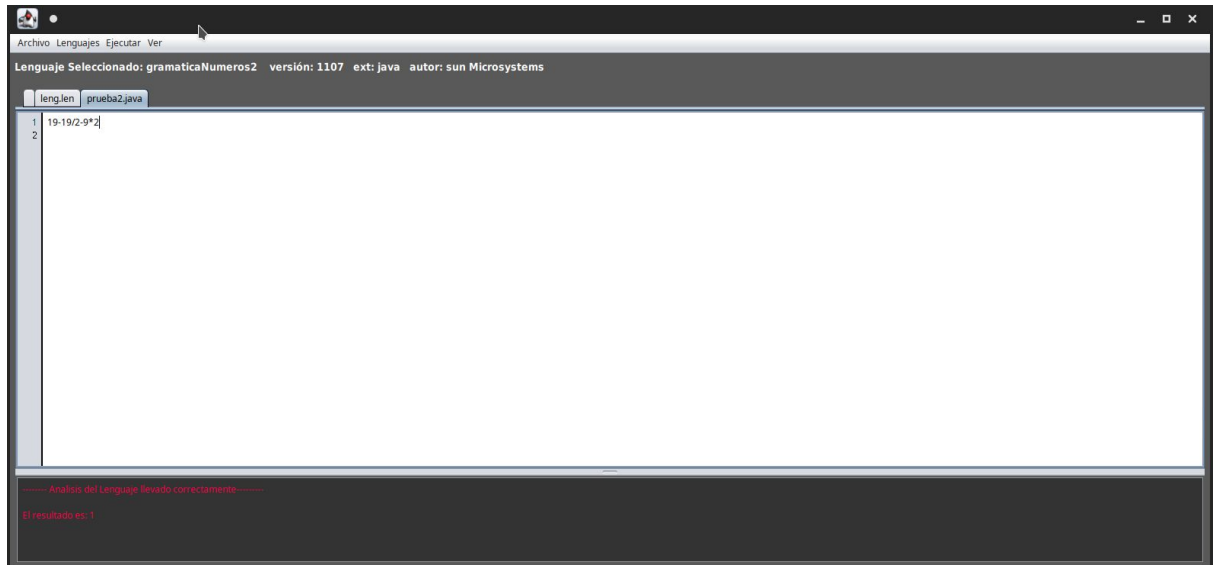 Archivo Lenguajes Ejecutar Ver
Lenguaje Seleccionado: gramaticaNumeros2 versión: 1107 ext: java autor: sun Microsystems
leng.len prueba2.java
1 19-19/2-9*2
2
-------- Analisis del Lenguaje llevado correctamente---------
El resultado es: 1